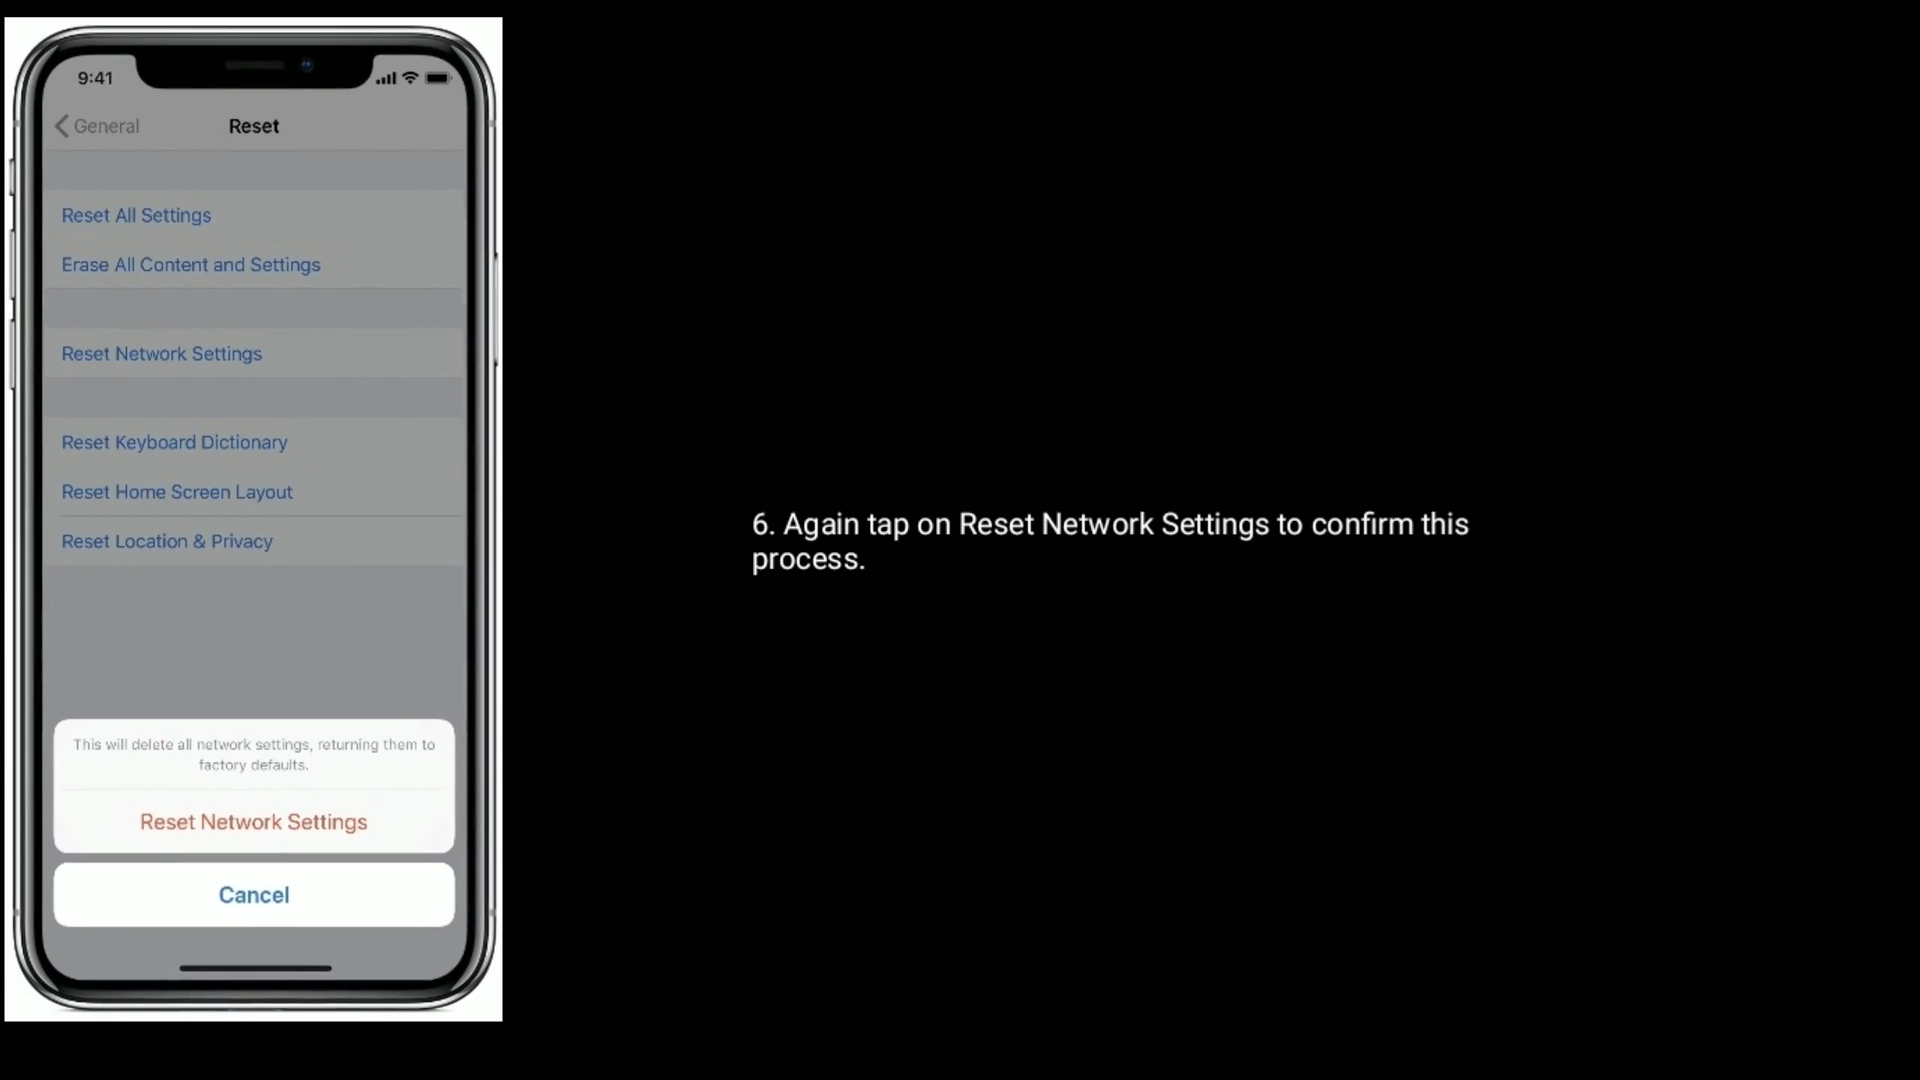 9:41
General
Reset
Reset All Settings
Erase All Content and Settings
Reset Network Settings
Reset Keyboard Dictionary
Reset Home Screen Layout
Reset Location & Privacy
This will delete all network settings, returning them to
factory defaults.
Reset Network Settings
Cancel
6. Again tap on Reset Network Settings to confirm this
process.